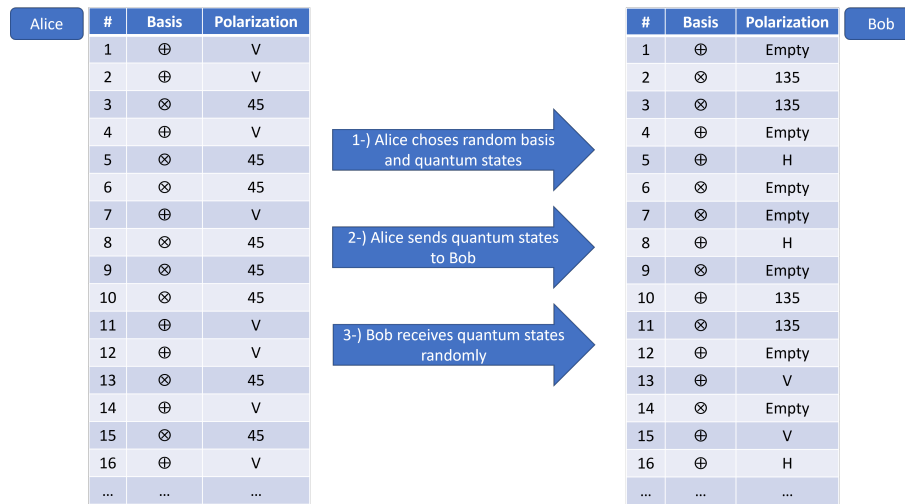 Alice
# Basis Polarization
1 ⊕ V
2 ⊕ V
3 ⊗ 45
4 ⊕ V
5 ⊗ 45
6 ⊗ 45
7 ⊕ V
8 ⊗ 45
9 ⊗ 45
10 ⊗ 45
11 ⊕ V
12 ⊕ V
13 ⊗ 45
14 ⊕ V
15 ⊗ 45
16 ⊕ V
... ... ...
1-) Alice choses random basis
and quantum states
2-) Alice sends quantum states
to Bob
3-) Bob receives quantum states
randomly
# Basis Polarization
1 ⊕ Empty
2 ⊗ 135
3 ⊗ 135
4 ⊕ Empty
5 ⊕ H
6 ⊗ Empty
7 ⊗ Empty
8 ⊕ H
9 ⊗ Empty
10 ⊕ 135
11 ⊗ 135
12 ⊕ Empty
13 ⊕ V
14 ⊗ Empty
15 ⊕ V
16 ⊕ H
... ... ...
Bob